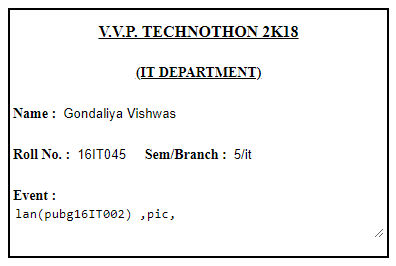 V.V.P. TECHNOTHON 2K18
(IT DEPARTMENT)
Name : Gondaliya Vishwas
Roll No. : 16IT045 Sem/Branch : 5/it
Event :
lan(pubg16IT002) ,pic,